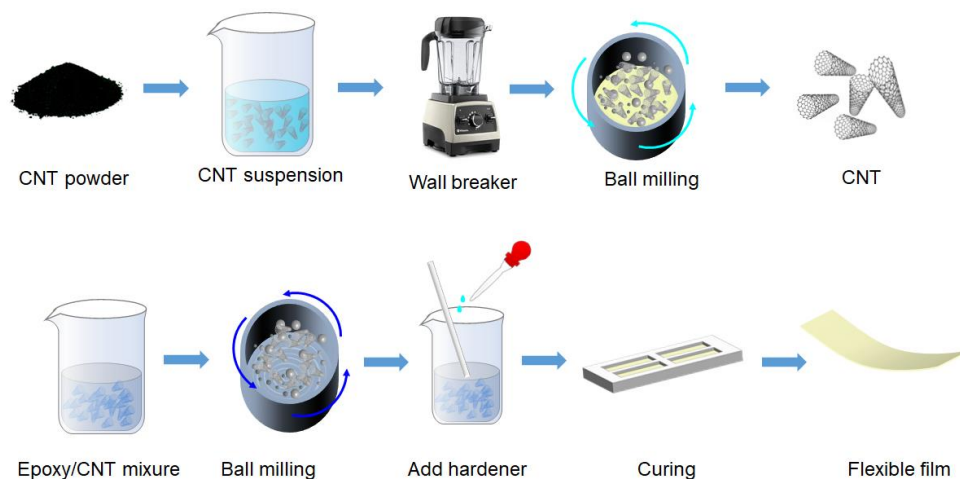 CNT powder
CNT suspension
Wall breaker
Ball milling
CNT
Epoxy/CNT mixure
Ball milling
Add hardener
Curing
Flexible film